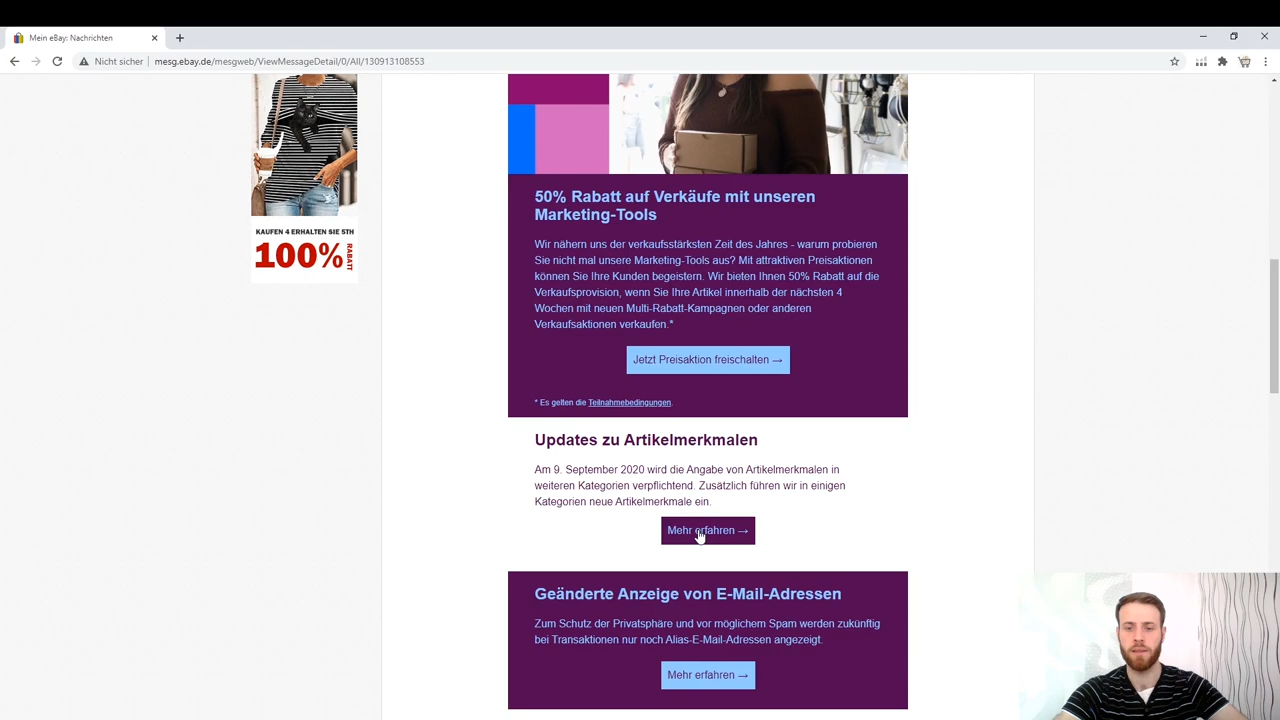 Mein eBay: Nachrichten
Nicht sicher
mesg.ebay.de/mesgweb/ViewMessageDetail/0/All/130913108553
KAUFEN 4 ERHALTEN SIE 5TH
100% RABATT
50% Rabatt auf Verkäufe mit unseren
Marketing-Tools
Wir nähern uns der verkaufsstärksten Zeit des Jahres - warum probieren
Sie nicht mal unsere Marketing-Tools aus? Mit attraktiven Preisaktionen
können Sie Ihre Kunden begeistern. Wir bieten Ihnen 50% Rabatt auf die
Verkaufsprovision, wenn Sie Ihre Artikel innerhalb der nächsten 4
Wochen mit neuen Multi-Rabatt-Kampagnen oder anderen
Verkaufsaktionen verkaufen.*
Jetzt Preisaktion freischalten →
* Es gelten die Teilnahmebedingungen.
Updates zu Artikelmerkmalen
Am 9. September 2020 wird die Angabe von Artikelmerkmalen in
weiteren Kategorien verpflichtend. Zusätzlich führen wir in einigen
Kategorien neue Artikelmerkmale ein.
Mehr erfahren →
Geänderte Anzeige von E-Mail-Adressen
Zum Schutz der Privatsphäre und vor möglichem Spam werden zukünftig
bei Transaktionen nur noch Alias-E-Mail-Adressen angezeigt.
Mehr erfahren →